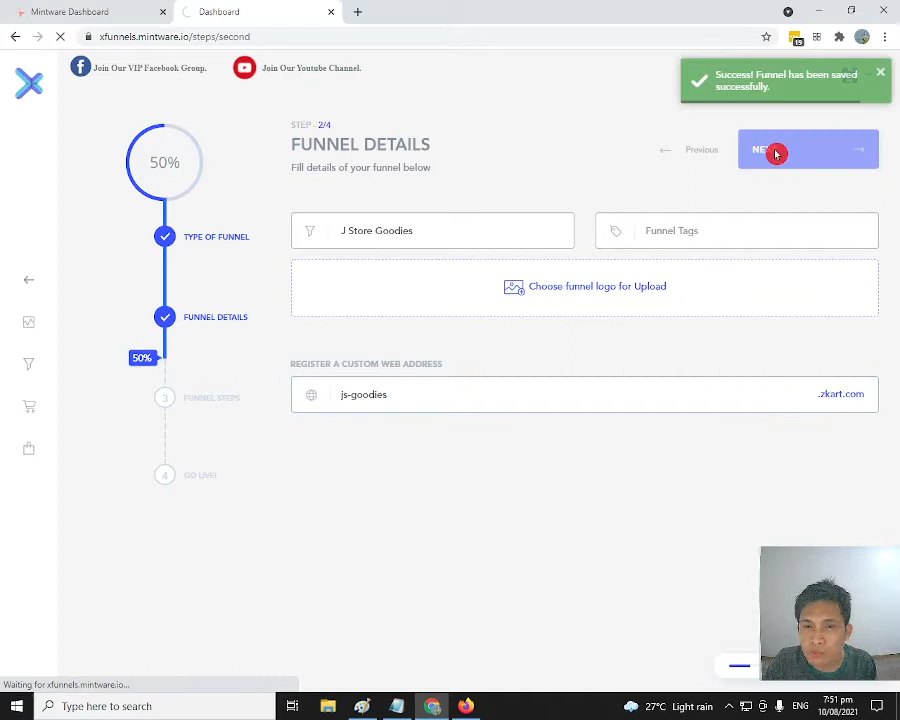 Mintware Dashboard
Dashboard
xfunnels.mintware.io/steps/second
19
Join Our VIP Facebook Group.
Join Our Youtube Channel.
Success! Funnel has been saved
successfully.
STEP - 2/4
FUNNEL DETAILS
Fill details of your funnel below
Previous
50%
TYPE OF FUNNEL
FUNNEL DETAILS
50%
3
FUNNEL STEPS
4
GO LIVE!
J Store Goodies
Funnel Tags
Choose funnel logo for Upload
REGISTER A CUSTOM WEB ADDRESS
js-goodies
.zkart.com
Waiting for xfunnels.mintware.io...
Type here to search
27°C Light rain
ENG
7:51 pm
10/08/2021